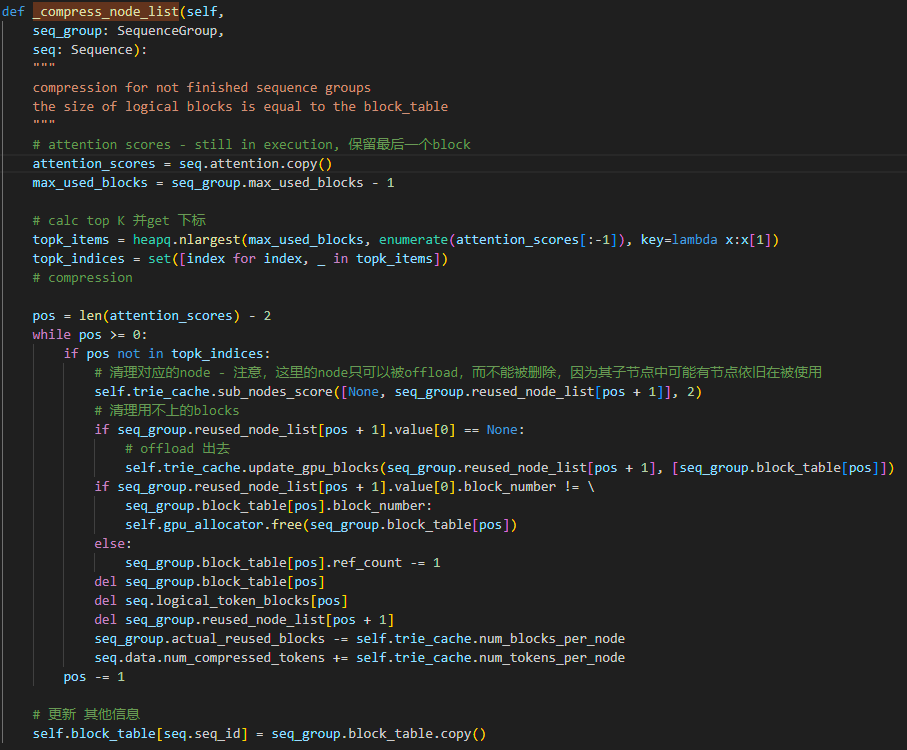 def _compress_node_list(self,
    seq_group: SequenceGroup,
    seq: Sequence):
    """
    compression for not finished sequence groups
    the size of logical blocks is equal to the block_table
    """
    # attention scores - still in execution, 保留最后一个block
    attention_scores = seq.attention.copy()
    max_used_blocks = seq_group.max_used_blocks - 1

    # calc top K 并get 下标
    topk_items = heapq.nlargest(max_used_blocks, enumerate(attention_scores[:-1]), key=lambda x:x[1])
    topk_indices = set([index for index, _ in topk_items])
    # compression

    pos = len(attention_scores) - 2
    while pos >= 0:
        if pos not in topk_indices:
            # 清理对应的node - 注意，这里的node只可以被offload，而不能被删除，因为其子节点中可能有节点依旧在被使用
            self.trie_cache.sub_nodes_score([None, seq_group.reused_node_list[pos + 1]], 2)
            # 清理用不上的blocks
            if seq_group.reused_node_list[pos + 1].value[0] == None:
                # offload 出去
                self.trie_cache.update_gpu_blocks(seq_group.reused_node_list[pos + 1], [seq_group.block_table[pos]])
            if seq_group.reused_node_list[pos + 1].value[0].block_number != \
                seq_group.block_table[pos].block_number:
                self.gpu_allocator.free(seq_group.block_table[pos])
            else:
                seq_group.block_table[pos].ref_count -= 1
            del seq_group.block_table[pos]
            del seq.logical_token_blocks[pos]
            del seq_group.reused_node_list[pos + 1]
            seq_group.actual_reused_blocks -= self.trie_cache.num_blocks_per_node
            seq.data.num_compressed_tokens += self.trie_cache.num_tokens_per_node
        pos -= 1

    # 更新 其他信息
    self.block_table[seq.seq_id] = seq_group.block_table.copy()